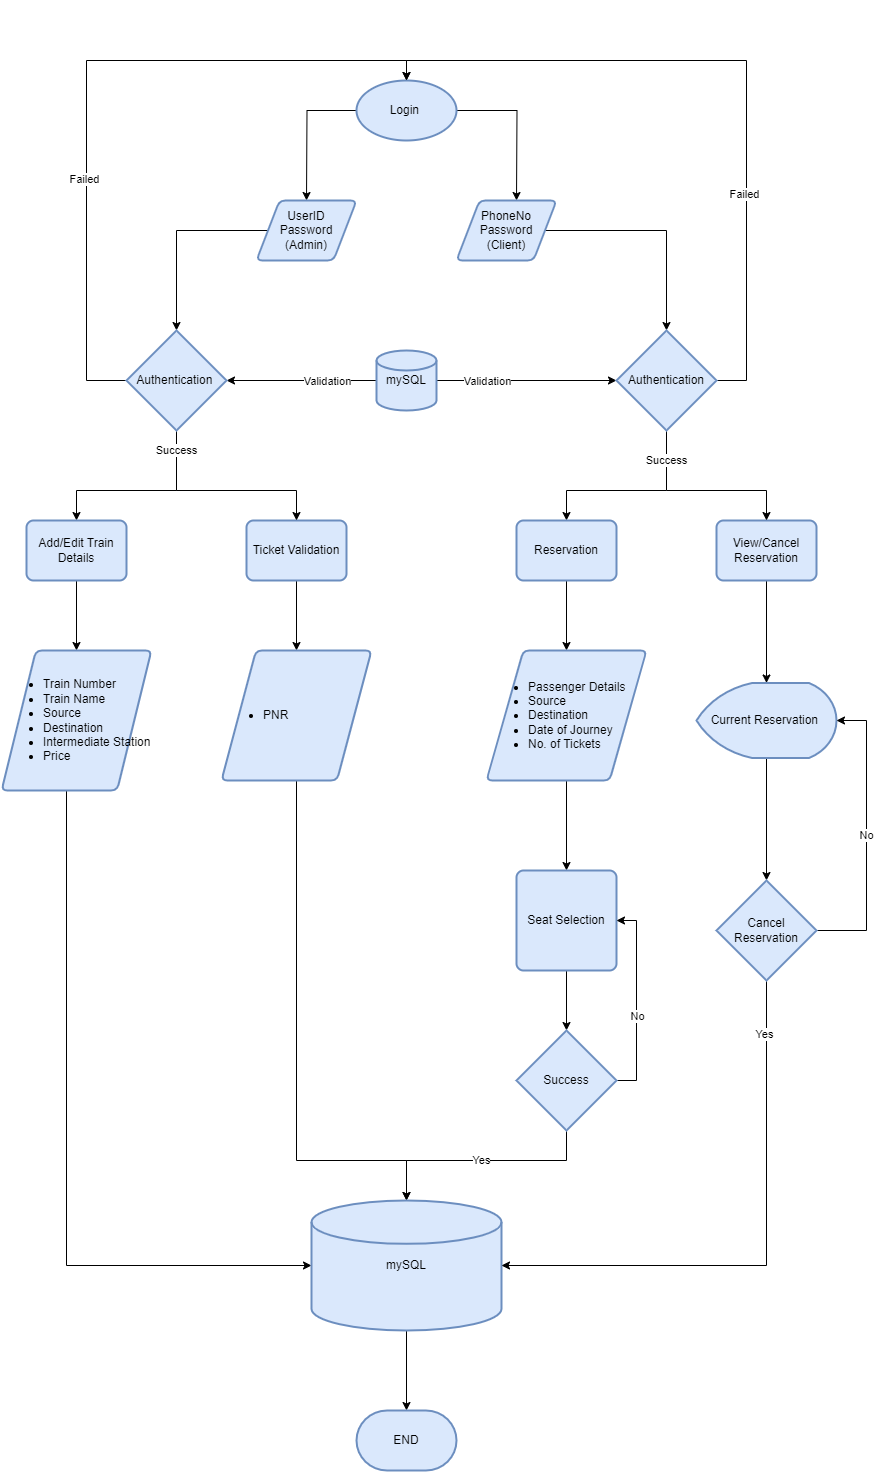 Login
Failed
Failed
UserID
Password
(Admin)
PhoneNo
Password
(Client)
Authentication
Validation
mySQL
Validation
Authentication
Success
Success
Add/Edit Train
Details
Ticket Validation
Reservation
View/Cancel
Reservation
Train Number
Train Name
Source
Destination
Intermediate Station
Price
PNR
Passenger Details
Source
Destination
Date of Journey
No. of Tickets
Current Reservation
No
Seat Selection
Cancel
Reservation
No
Yes
Success
Yes
mySQL
END